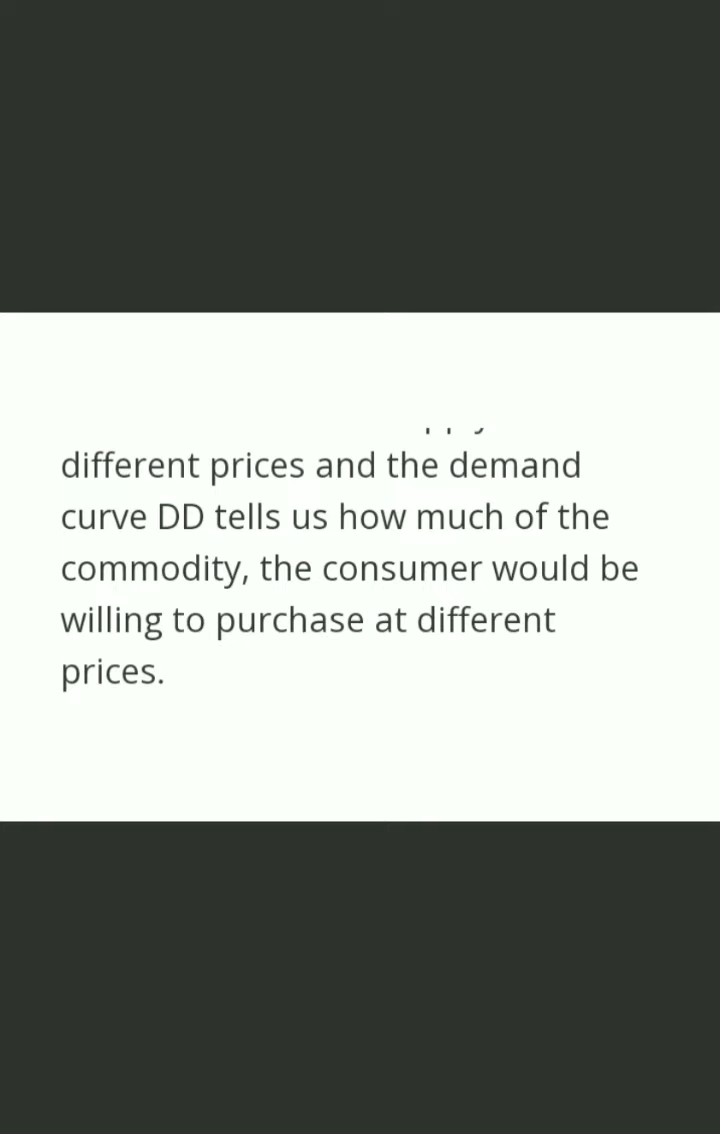 different prices and the demand
curve DD tells us how much of the
commodity, the consumer would be
willing to purchase at different
prices.